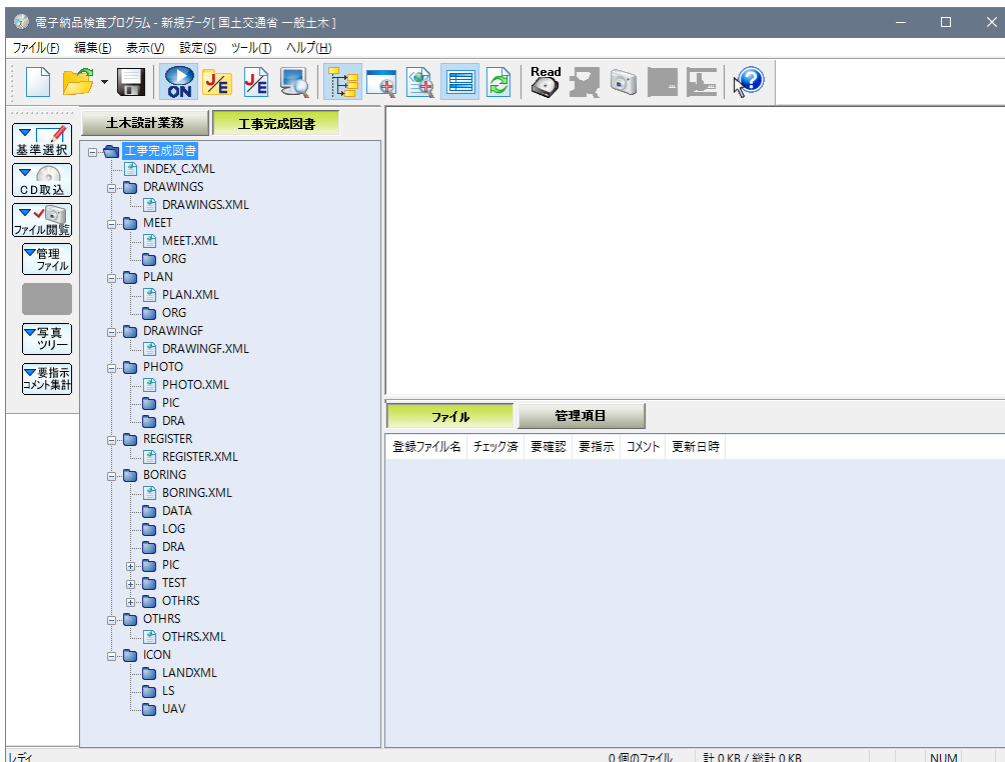 電子納品検査プログラム - 新規データ[ 国土交通省 一般土木 ]
ファイル(F) 編集(E) 表示(V) 設定(S) ツール(T) ヘルプ(H)
ON
J/E
J/E
Read
基準選択
CD取込
ファイル閲覧
管理
ファイル
写真
ツリー
要指示
コメント集計
土木設計業務 工事完成図書
工事完成図書
INDEX_C.XML
DRAWINGS
DRAWINGS.XML
MEET
MEET.XML
ORG
PLAN
PLAN.XML
ORG
DRAWINGF
DRAWINGF.XML
PHOTO
PHOTO.XML
PIC
DRA
REGISTER
REGISTER.XML
BORING
BORING.XML
DATA
LOG
DRA
PIC
TEST
OTHRS
OTHRS
OTHRS.XML
ICON
LANDXML
LS
UAV
ファイル 管理項目
登録ファイル名 チェック済 要確認 要指示 コメント 更新日時
レディ 0 個のファイル 計 0 KB / 総計 0 KB NUM